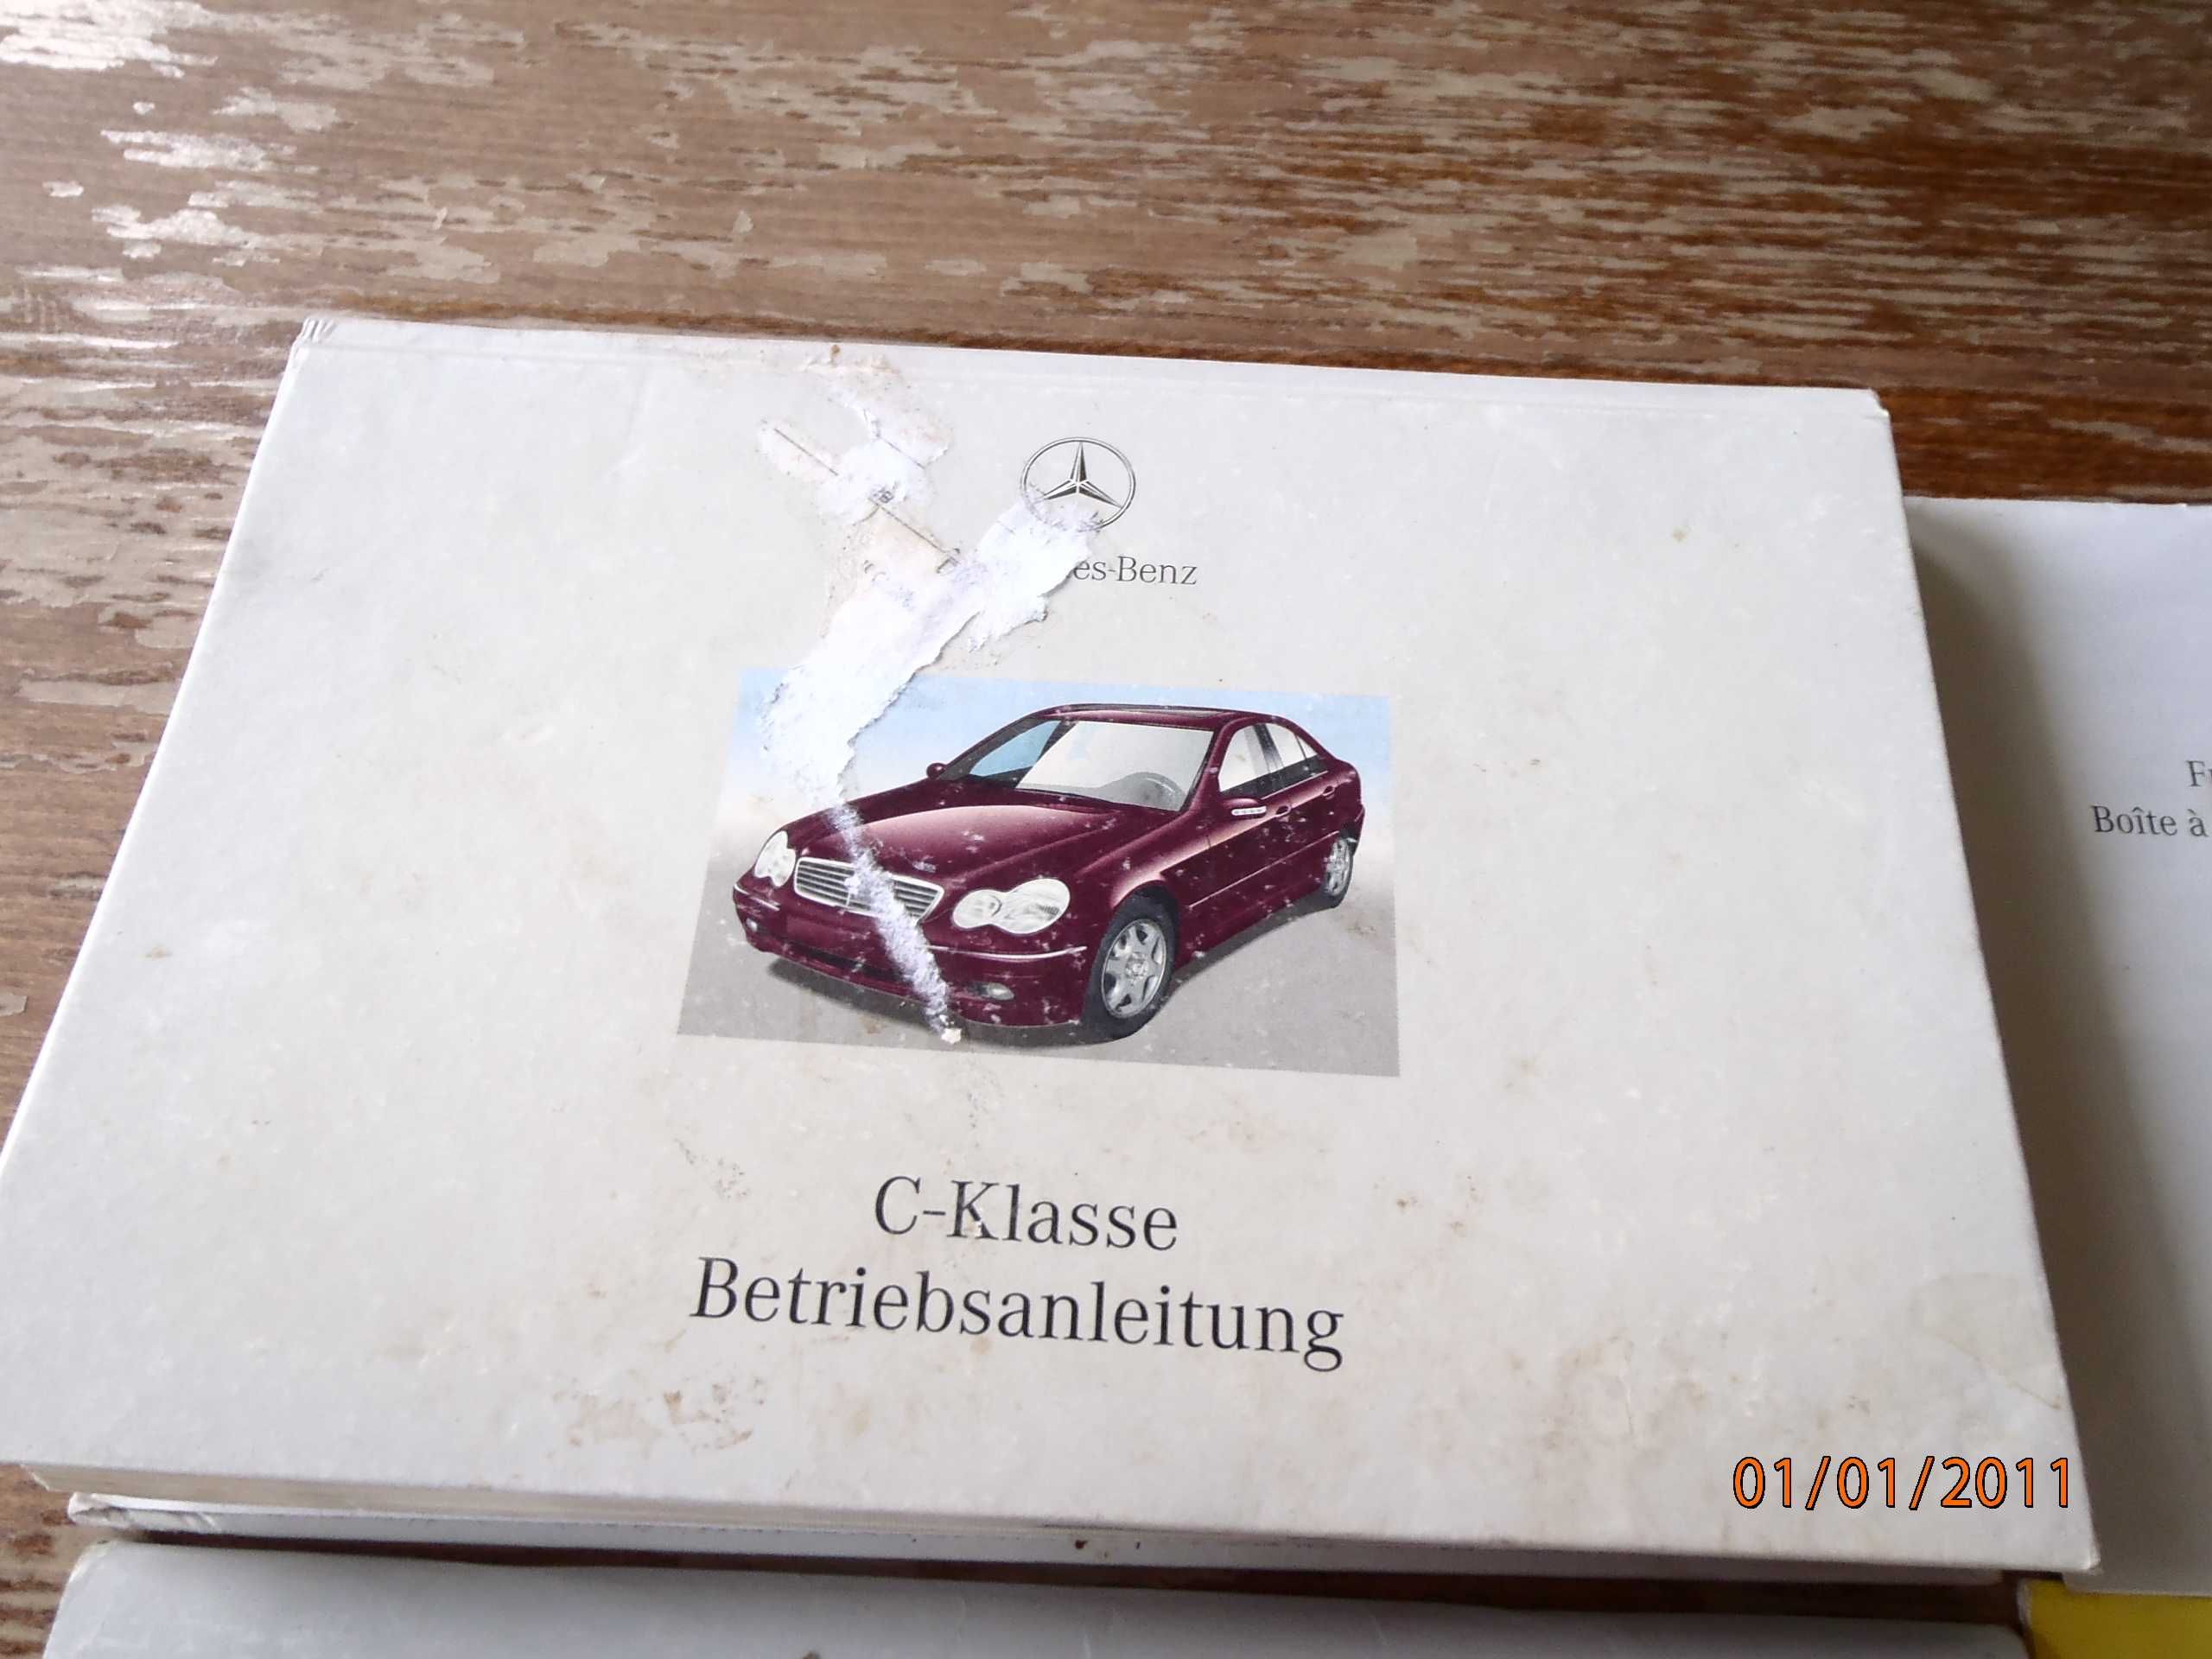 es-Benz
C-Klasse
Betriebsanleitung
Boîte à
01/01/2011